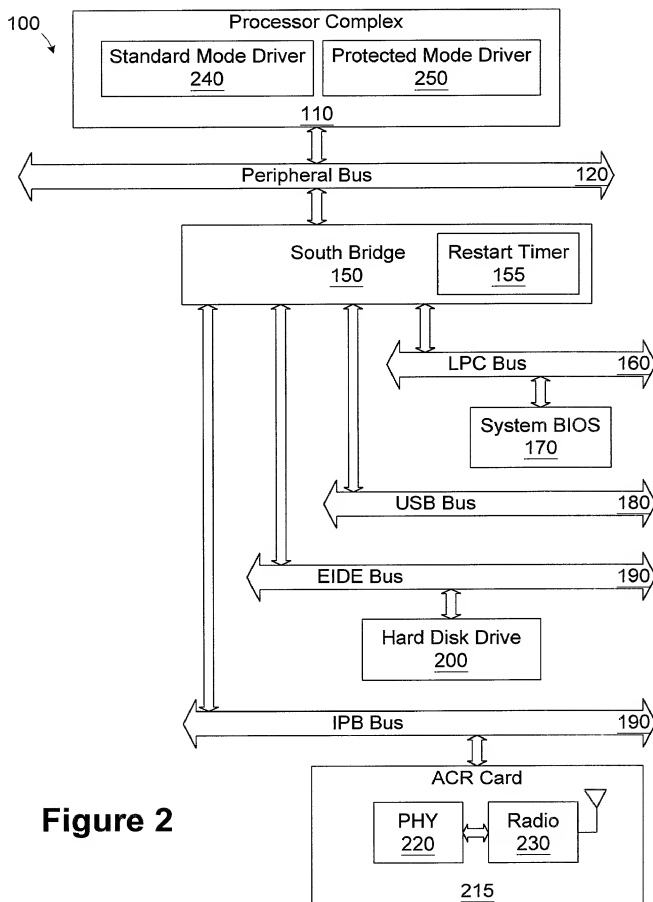 100
Processor Complex
Standard Mode Driver
240
Protected Mode Driver
250
110
Peripheral Bus
120
South Bridge
150
Restart Timer
155
LPC Bus
160
System BIOS
170
USB Bus
180
EIDE Bus
190
Hard Disk Drive
200
IPB Bus
190
ACR Card
PHY
220
Radio
230
215
Figure 2